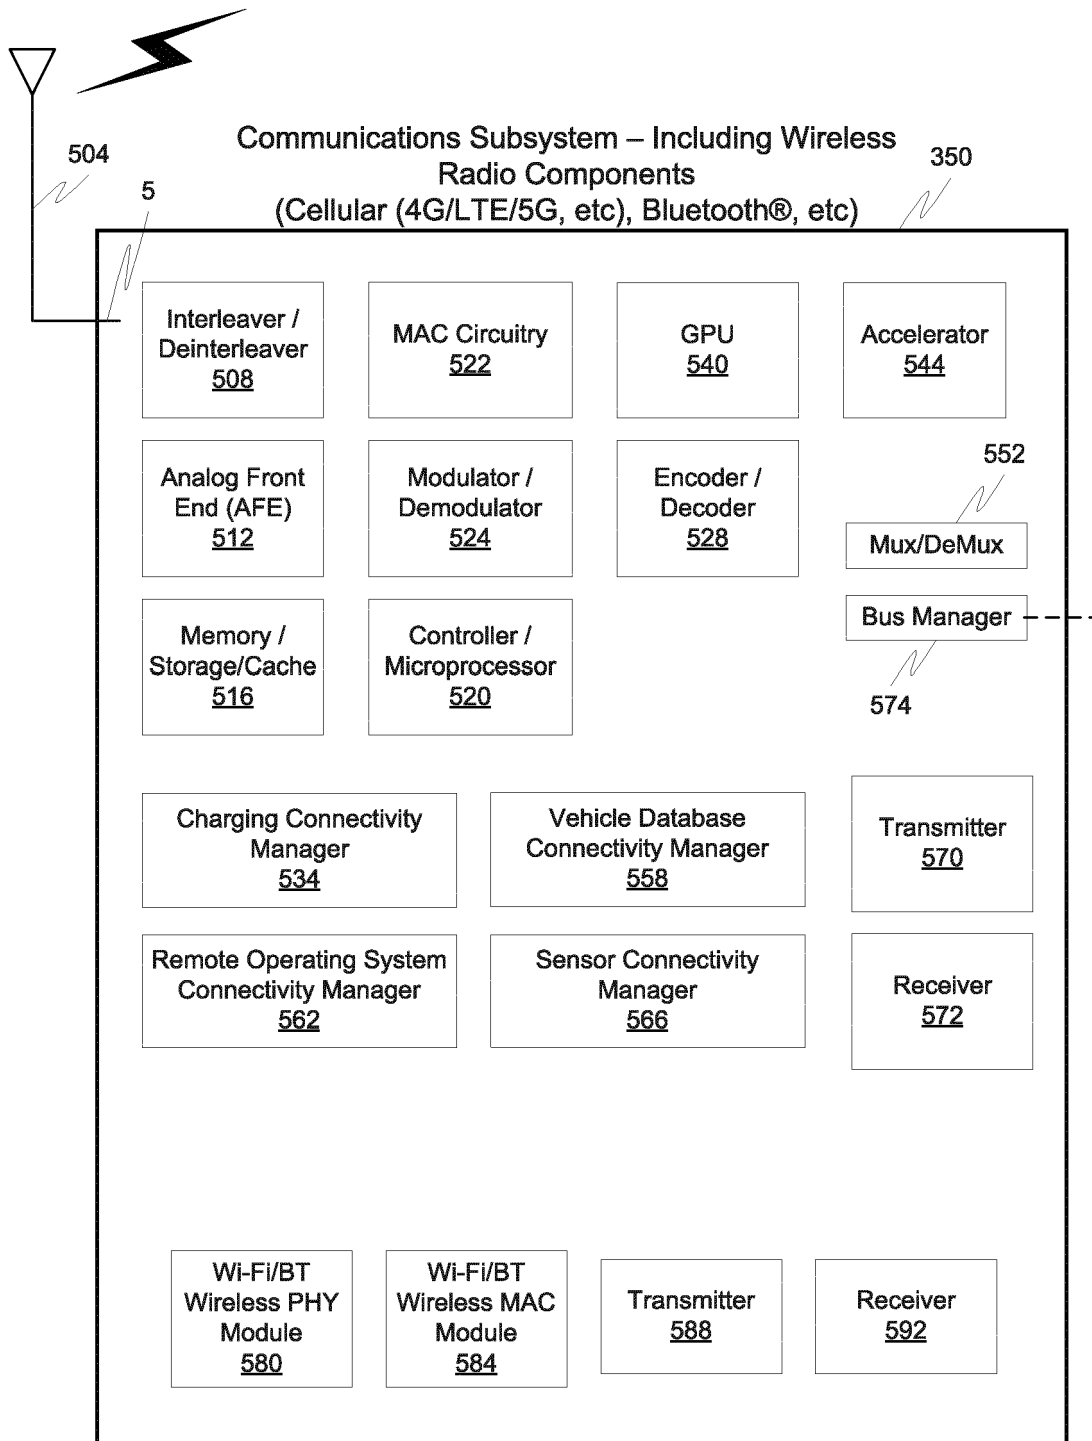 Communications Subsystem – Including Wireless
Radio Components
(Cellular (4G/LTE/5G, etc), Bluetooth®, etc)
504
5
350
Interleaver /
Deinterleaver
508
MAC Circuitry
522
GPU
540
Accelerator
544
Analog Front
End (AFE)
512
Modulator /
Demodulator
524
Encoder /
Decoder
528
552
Mux/DeMux
Memory /
Storage/Cache
516
Controller /
Microprocessor
520
Bus Manager
574
Charging Connectivity
Manager
534
Vehicle Database
Connectivity Manager
558
Transmitter
570
Remote Operating System
Connectivity Manager
562
Sensor Connectivity
Manager
566
Receiver
572
Wi-Fi/BT
Wireless PHY
Module
580
Wi-Fi/BT
Wireless MAC
Module
584
Transmitter
588
Receiver
592